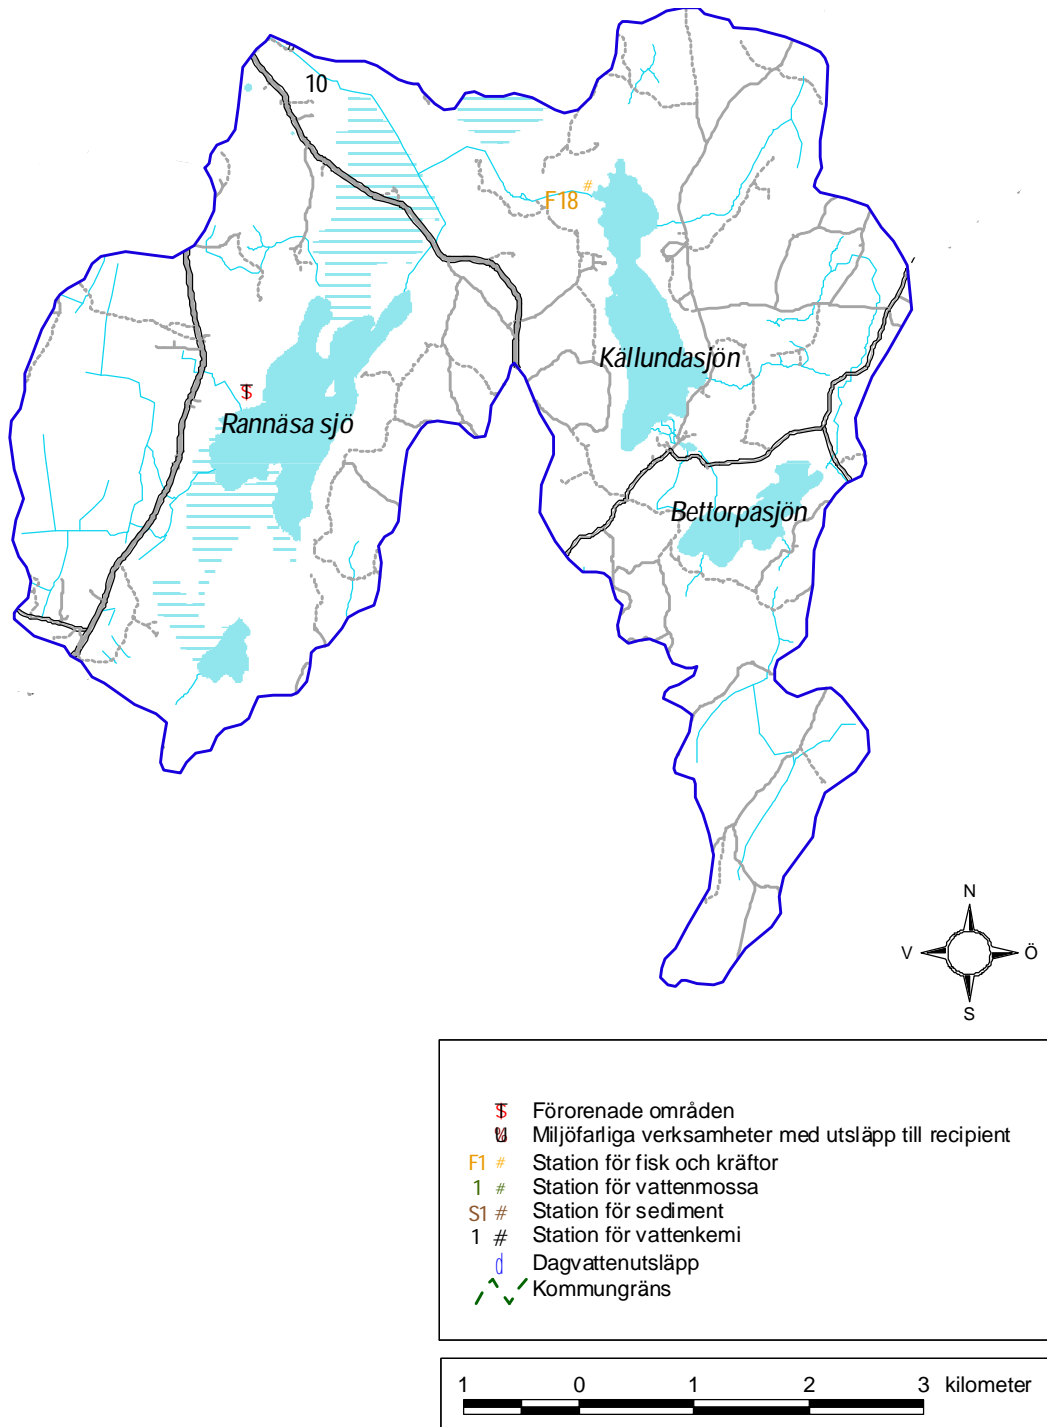 10
F18
Källundasjön
Rannäsa sjö
Bettorpasjön
N
V Ö
S
Förorenade områden
Miljöfarliga verksamheter med utsläpp till recipient
F1 # Station för fisk och kräftor
1 # Station för vattenmossa
S1 # Station för sediment
1 # Station för vattenkemi
d Dagvattenutsläpp
Kommungräns
1 0 1 2 3 kilometer